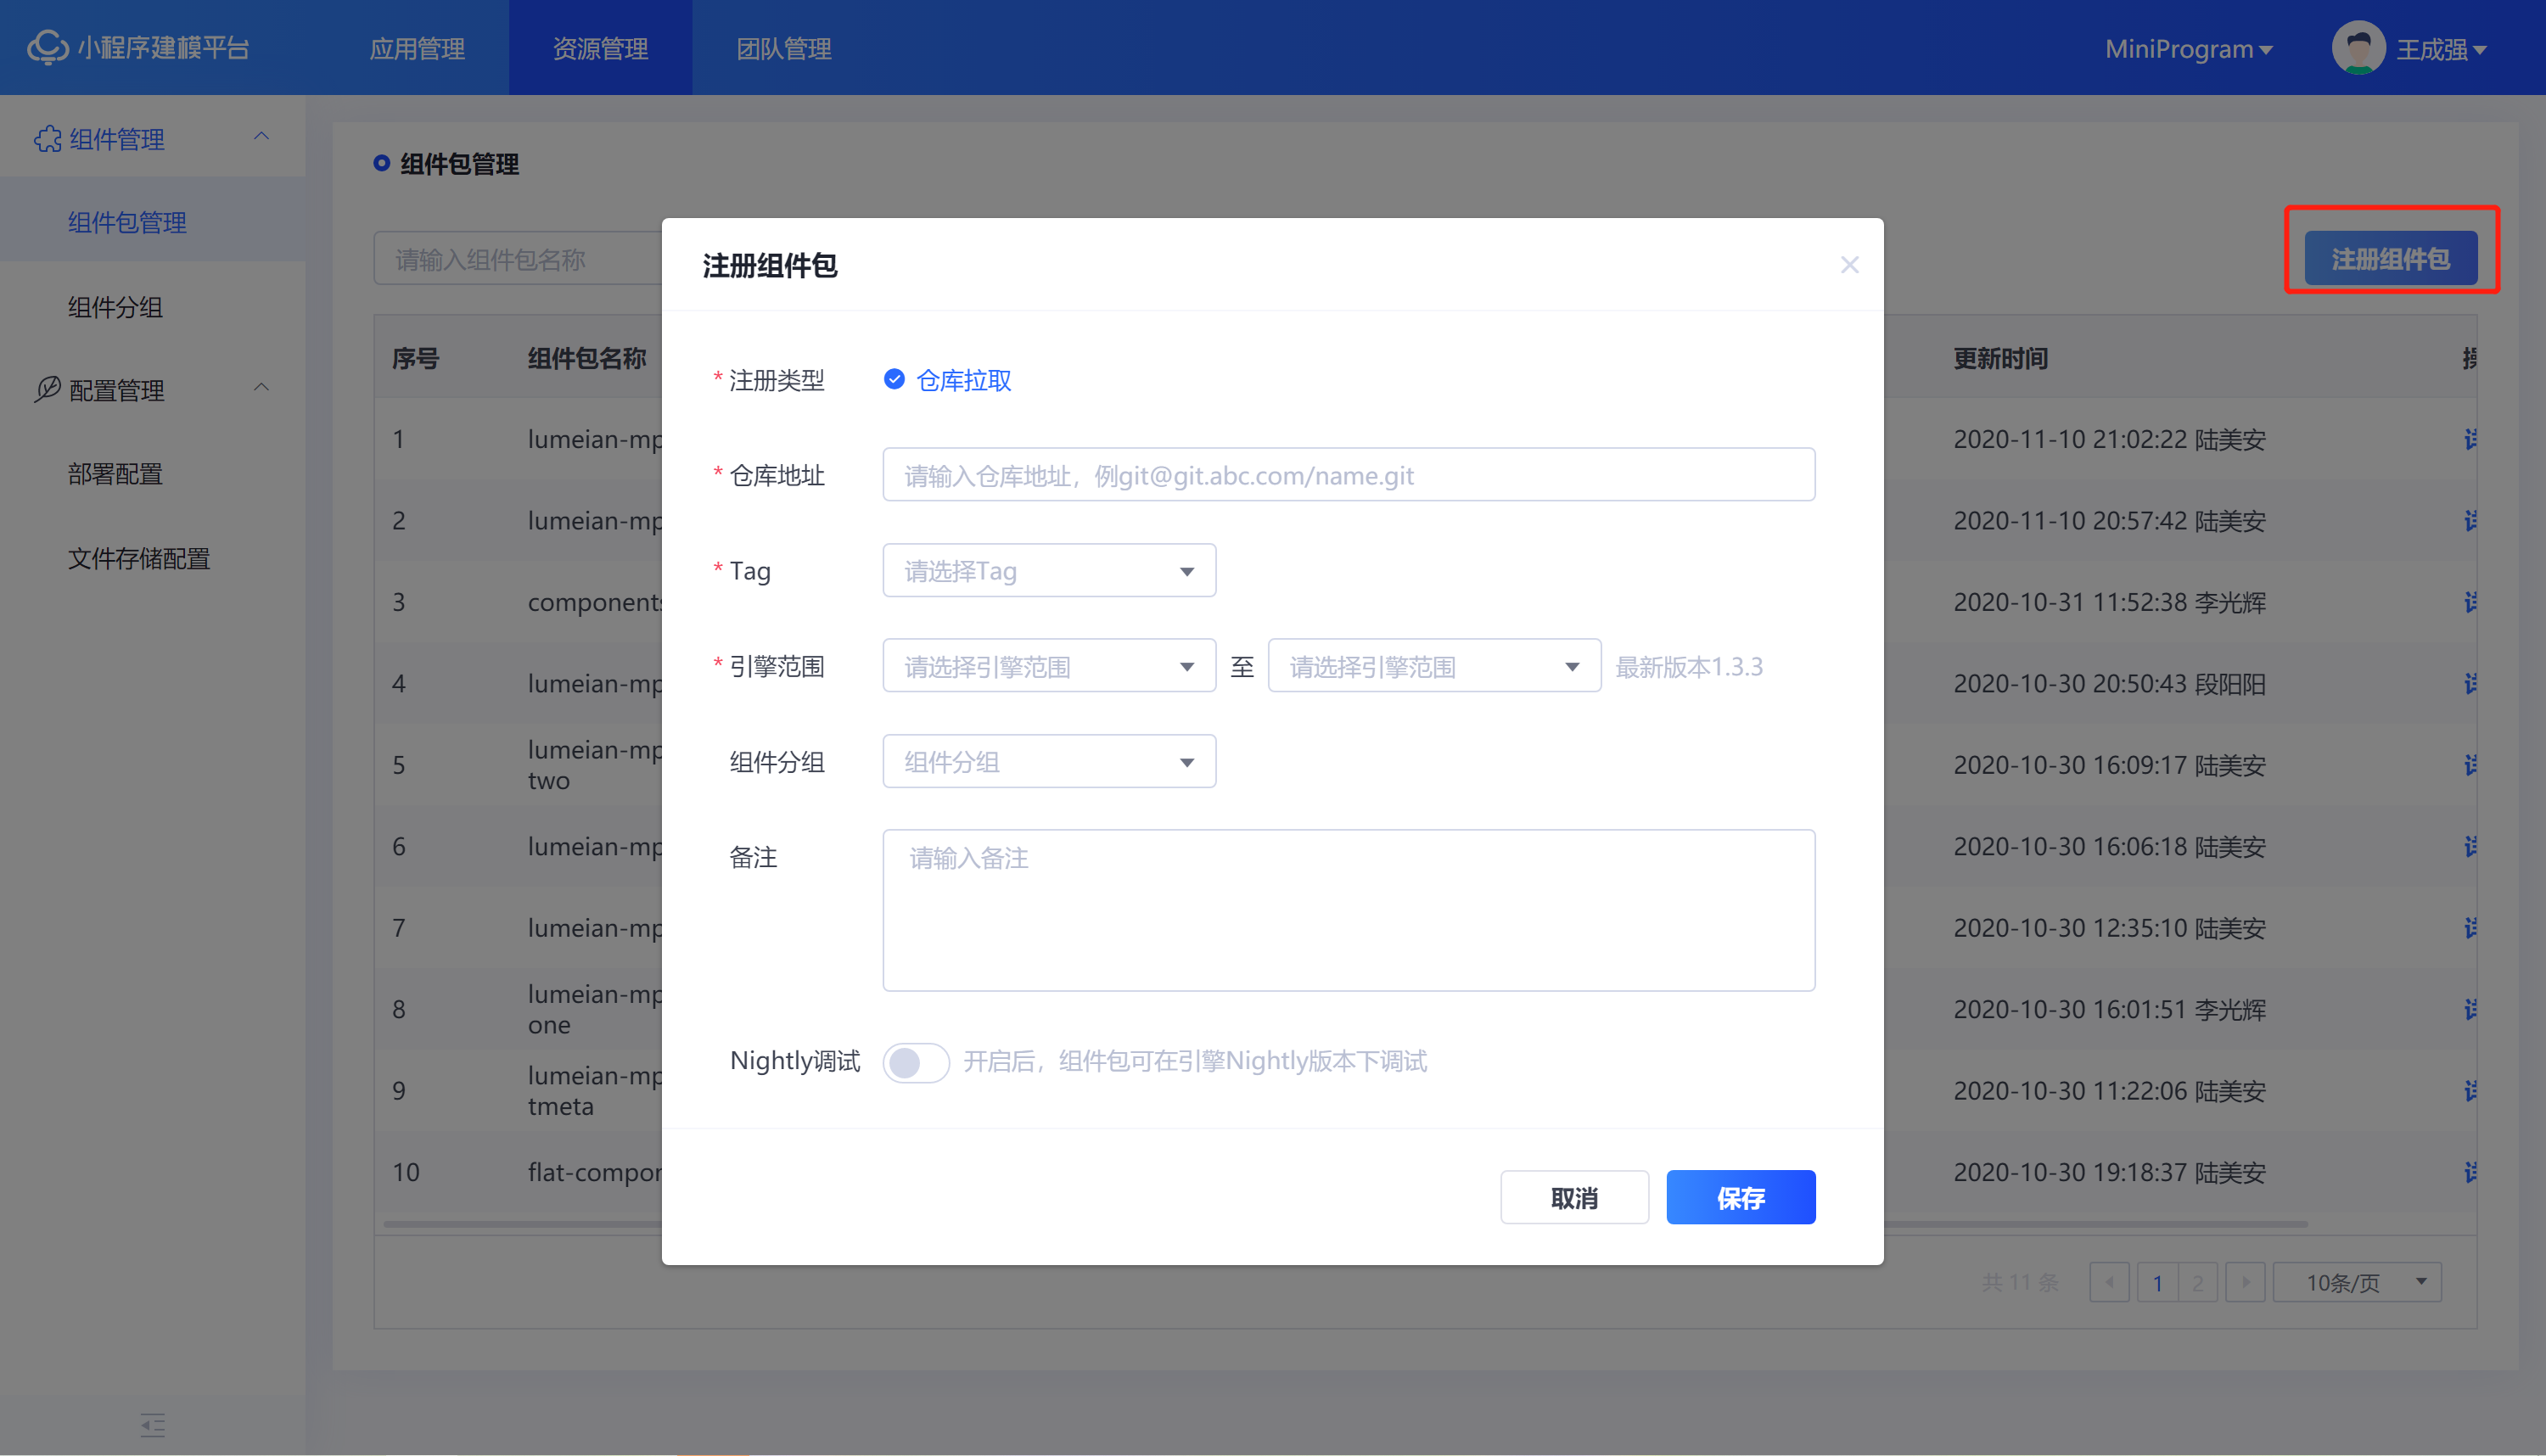 小程序建模平台 应用管理 资源管理 团队管理 MiniProgram 王成强
组件管理
组件包管理
组件分组
配置管理
部署配置
文件存储配置
组件包管理
请输入组件包名称
注册组件包
序号 组件包名称 更新时间
1 lumeian-mp 2020-11-10 21:02:22 陆美安
2 lumeian-mp 2020-11-10 20:57:42 陆美安
3 components 2020-10-31 11:52:38 李光辉
4 lumeian-mp 2020-10-30 20:50:43 段阳阳
5 lumeian-mp 2020-10-30 16:09:17 陆美安
two
6 lumeian-mp 2020-10-30 16:06:18 陆美安
7 lumeian-mp 2020-10-30 12:35:10 陆美安
8 lumeian-mp 2020-10-30 16:01:51 李光辉
one
9 lumeian-mp 2020-10-30 11:22:06 陆美安
tmeta
10 flat-compor 2020-10-30 19:18:37 陆美安
共 11 条 1 2 10条/页
注册组件包
* 注册类型 仓库拉取
* 仓库地址 请输入仓库地址，例git@git.abc.com/name.git
* Tag 请选择Tag
* 引擎范围 请选择引擎范围 至 请选择引擎范围 最新版本1.3.3
组件分组 组件分组
备注 请输入备注
Nightly调试 开启后，组件包可在引擎Nightly版本下调试
取消 保存